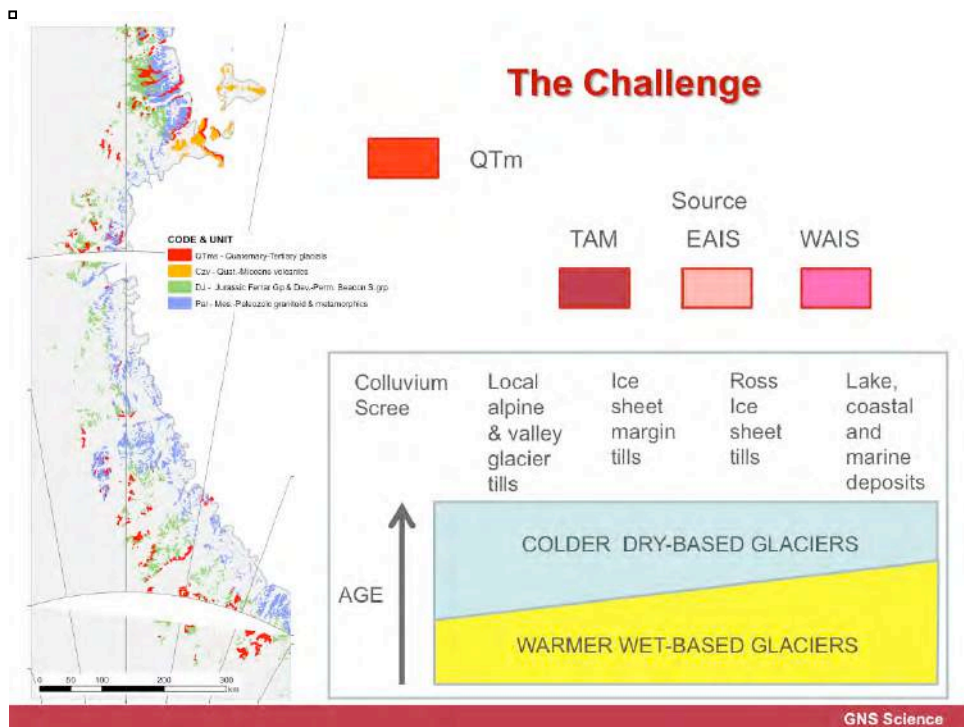 The Challenge
QTm
Source
TAM EAIS WAIS
CODE & UNIT
QTms - Quaternary-Tertiary glacials
Czv - Quat.-Miocene volcanics
DJ - Jurassic Ferrar Gp & Dev.-Perm. Beacon S.grp
Pal - Mes.-Paleozoic granitoid & metamorphics
Colluvium
Scree
Local
alpine
& valley
glacier
tills
Ice
sheet
margin
tills
Ross
Ice
sheet
tills
Lake,
coastal
and
marine
deposits
AGE
COLDER DRY-BASED GLACIERS
WARMER WET-BASED GLACIERS
0 50 100 200 300
km
GNS Science